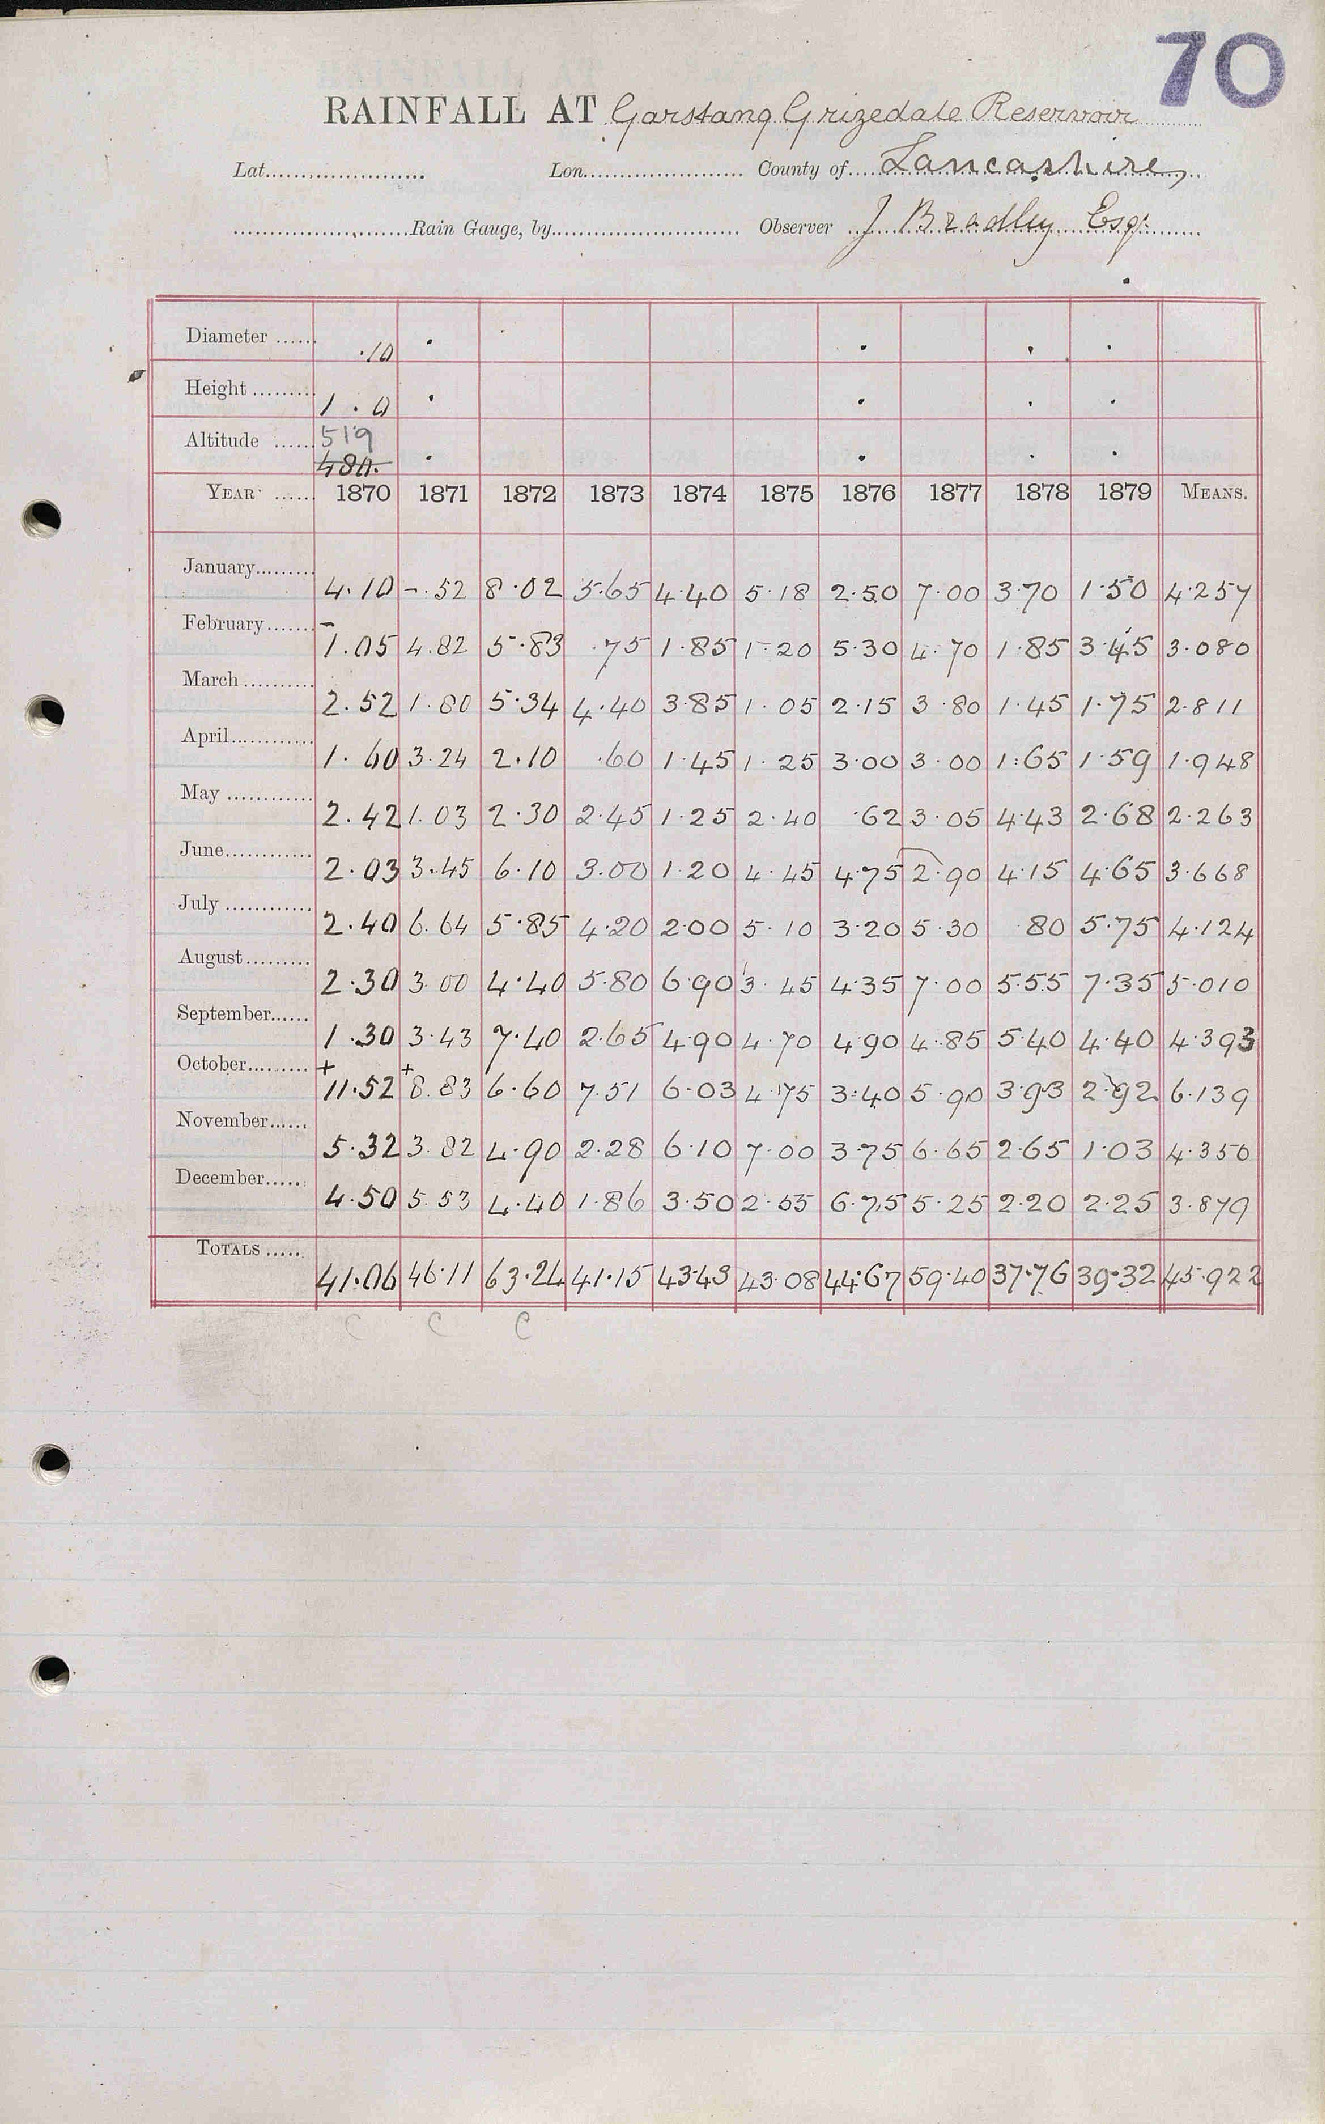 70
RAINFALL AT Garstang Grizedale Reservoir
Lat. Lon. County of Lancashire,
Rain Gauge, by Observer J Bradley Esqr.
Diameter .10
Height 1.0
Altitude 519
480.
YEAR 1870 1871 1872 1873 1874 1875 1876 1877 1878 1879 MEANS.
January 4.10 -.52 8.02 5.65 4.40 5.18 2.50 7.00 3.70 1.50 4.257
February - 1.05 4.82 5.83 .75 1.85 1.20 5.30 4.70 1.85 3.45 3.080
March 2.52 1.80 5.34 4.40 3.85 1.05 2.15 3.80 1.45 1.75 2.811
April 1.60 3.24 2.10 .60 1.45 1.25 3.00 3.00 1.65 1.59 1.948
May 2.42 1.03 2.30 2.45 1.25 2.40 .62 3.05 4.43 2.68 2.263
June 2.03 3.45 6.10 3.00 1.20 4.45 4.75 2.90 4.15 4.65 3.668
July 2.40 6.64 5.85 4.20 2.00 5.10 3.20 5.30 .80 5.75 4.124
August 2.30 3.00 4.40 5.80 6.90 3.45 4.35 7.00 5.55 7.35 5.010
September 1.30 3.43 7.40 2.65 4.90 4.70 4.90 4.85 5.40 4.40 4.393
October + 11.52 + 8.83 6.60 7.51 6.03 4.75 3.40 5.90 3.93 2.92 6.139
November 5.32 3.82 4.90 2.28 6.10 7.00 3.75 6.65 2.65 1.03 4.350
December 4.50 5.53 4.40 1.86 3.50 2.55 6.75 5.25 2.20 2.25 3.879
TOTALS 41.06 46.11 63.24 41.15 43.43 43.08 44.67 59.40 37.76 39.32 45.922
C C C